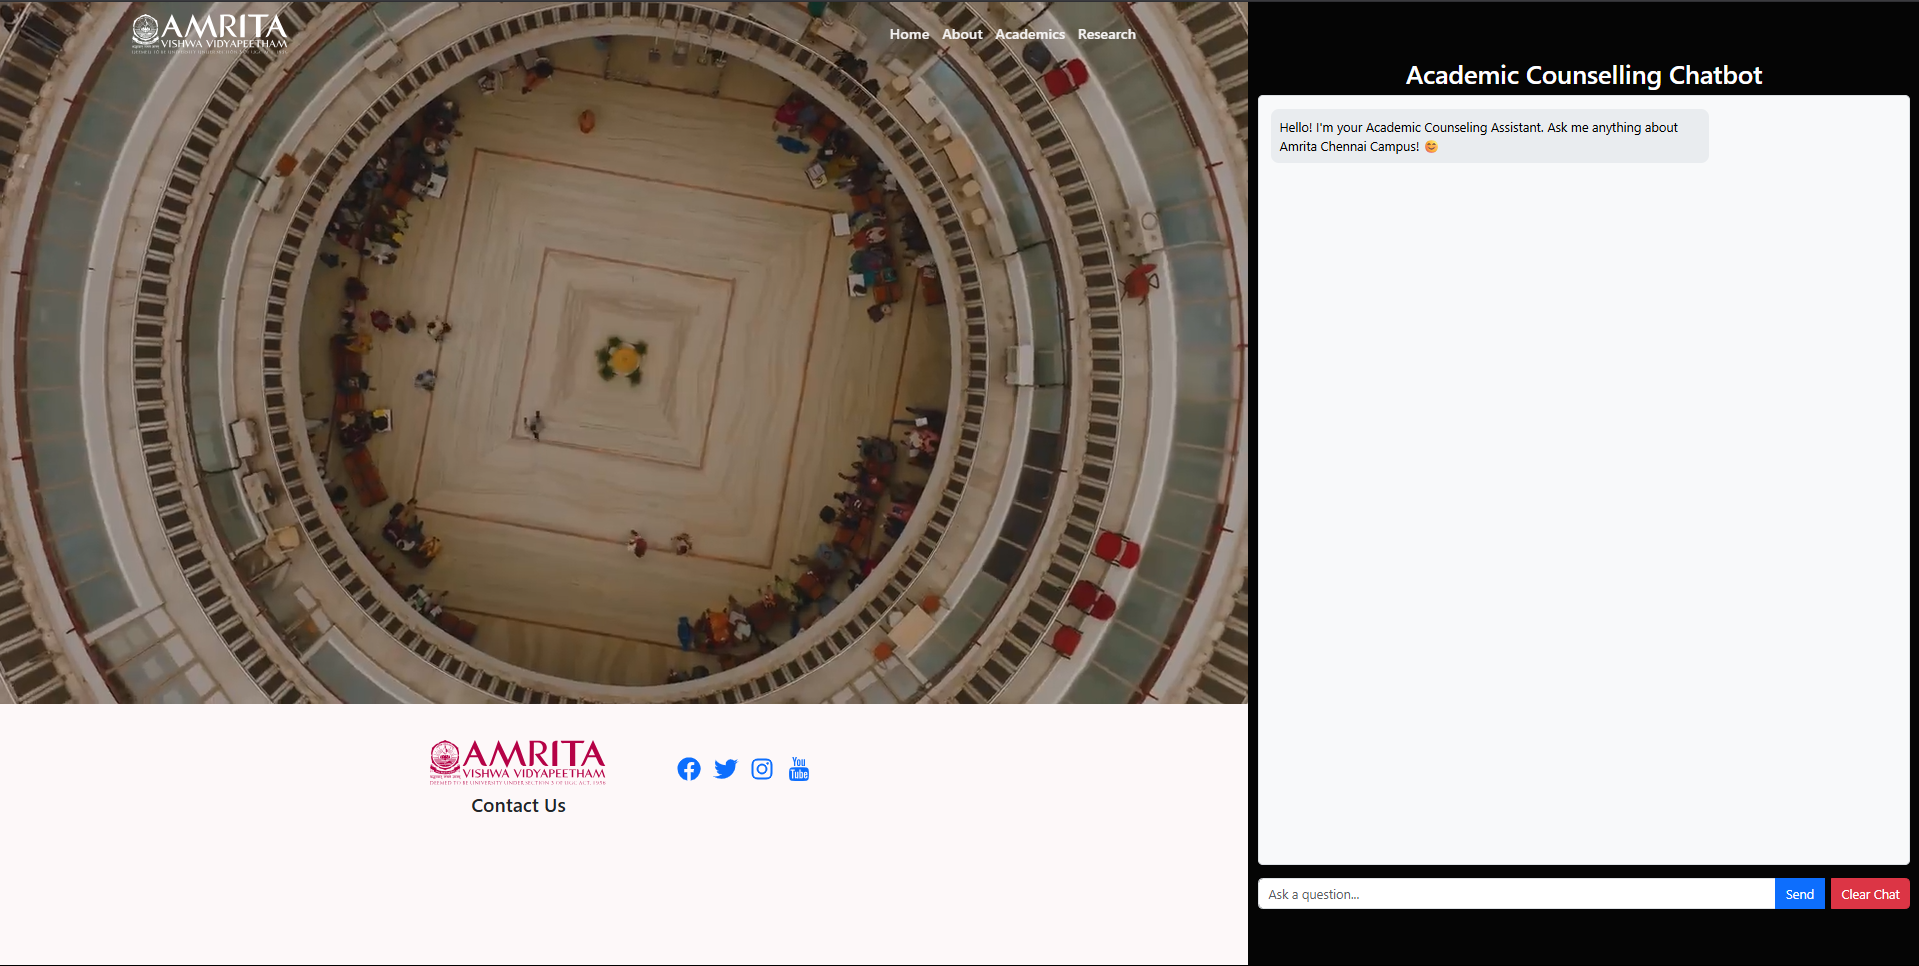 AMRITA
VISHWA VIDYAPEETHAM
Home About Academics Research
Academic Counselling Chatbot
Hello! I'm your Academic Counseling Assistant. Ask me anything about
Amrita Chennai Campus! 😊
AMRITA
VISHWA VIDYAPEETHAM
DEEMED TO BE UNIVERSITY UNDER SECTION 3 OF UGC ACT, 1956
You
Tube
Contact Us
Ask a question...
Send
Clear Chat